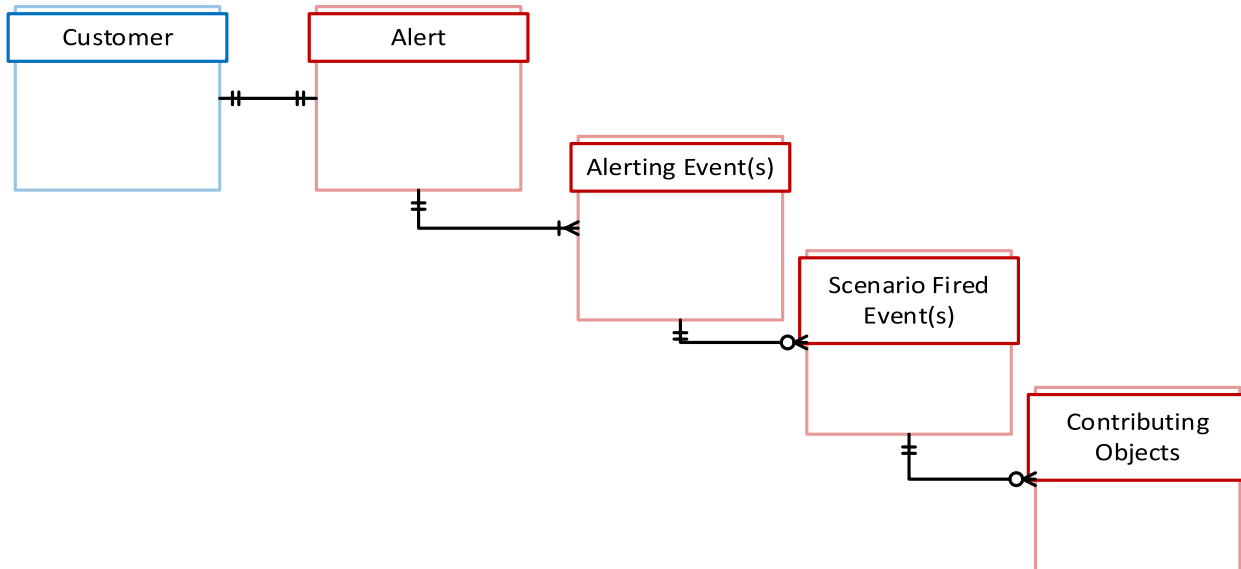 Customer
Alert
Alerting Event(s)
Scenario Fired
Event(s)
Contributing
Objects